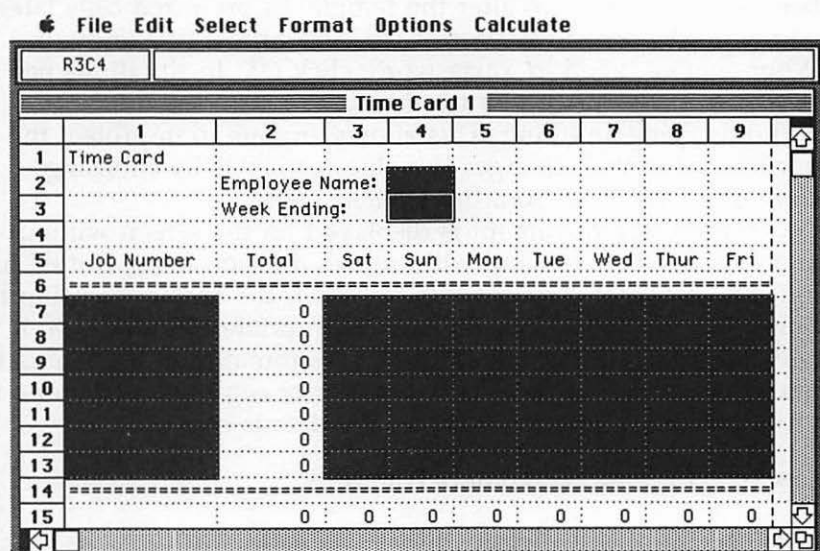 File Edit Select Format Options Calculate
R3C4
Time Card 1
1 2 3 4 5 6 7 8 9
1 Time Card
2 Employee Name:
3 Week Ending:
4
5 Job Number Total Sat Sun Mon Tue Wed Thur Fri
6 ================================================
7 0
8 0
9 0
10 0
11 0
12 0
13 0
14 ================================================
15 0 0 0 0 0 0 0 0